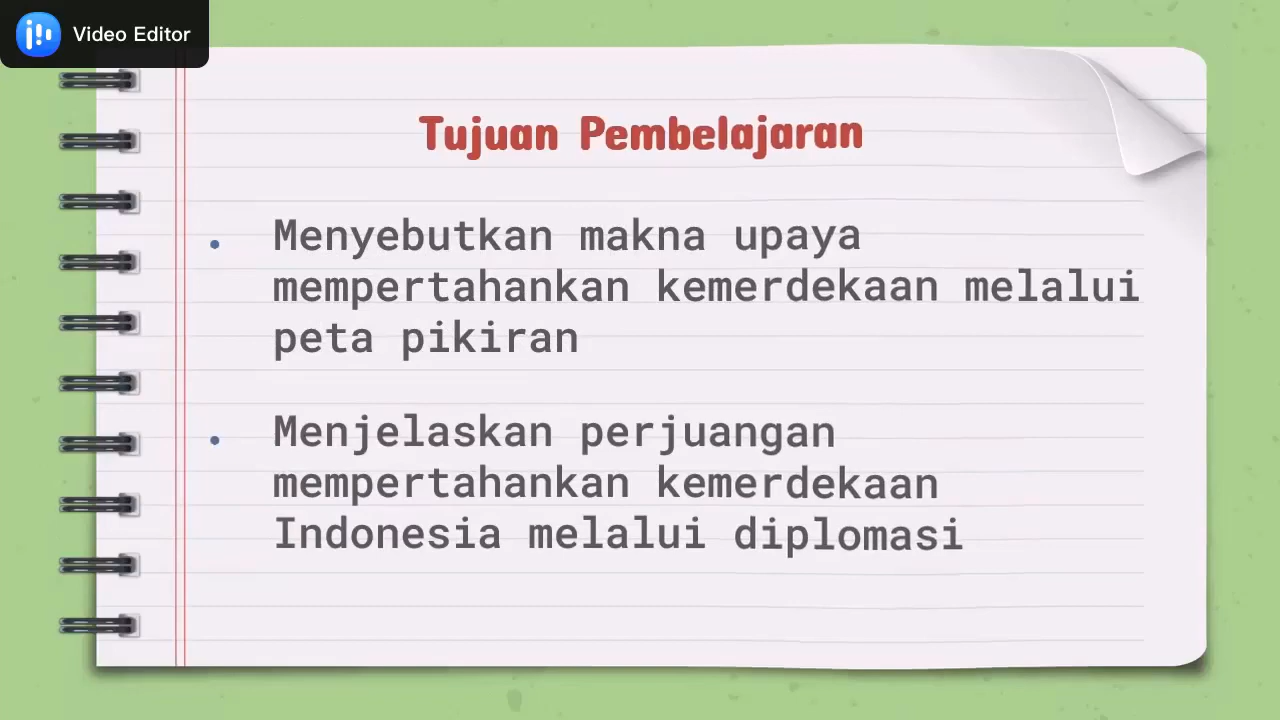 Video Editor
Tujuan Pembelajaran
• Menyebutkan makna upaya
mempertahankan kemerdekaan melalui
peta pikiran
• Menjelaskan perjuangan
mempertahankan kemerdekaan
Indonesia melalui diplomasi